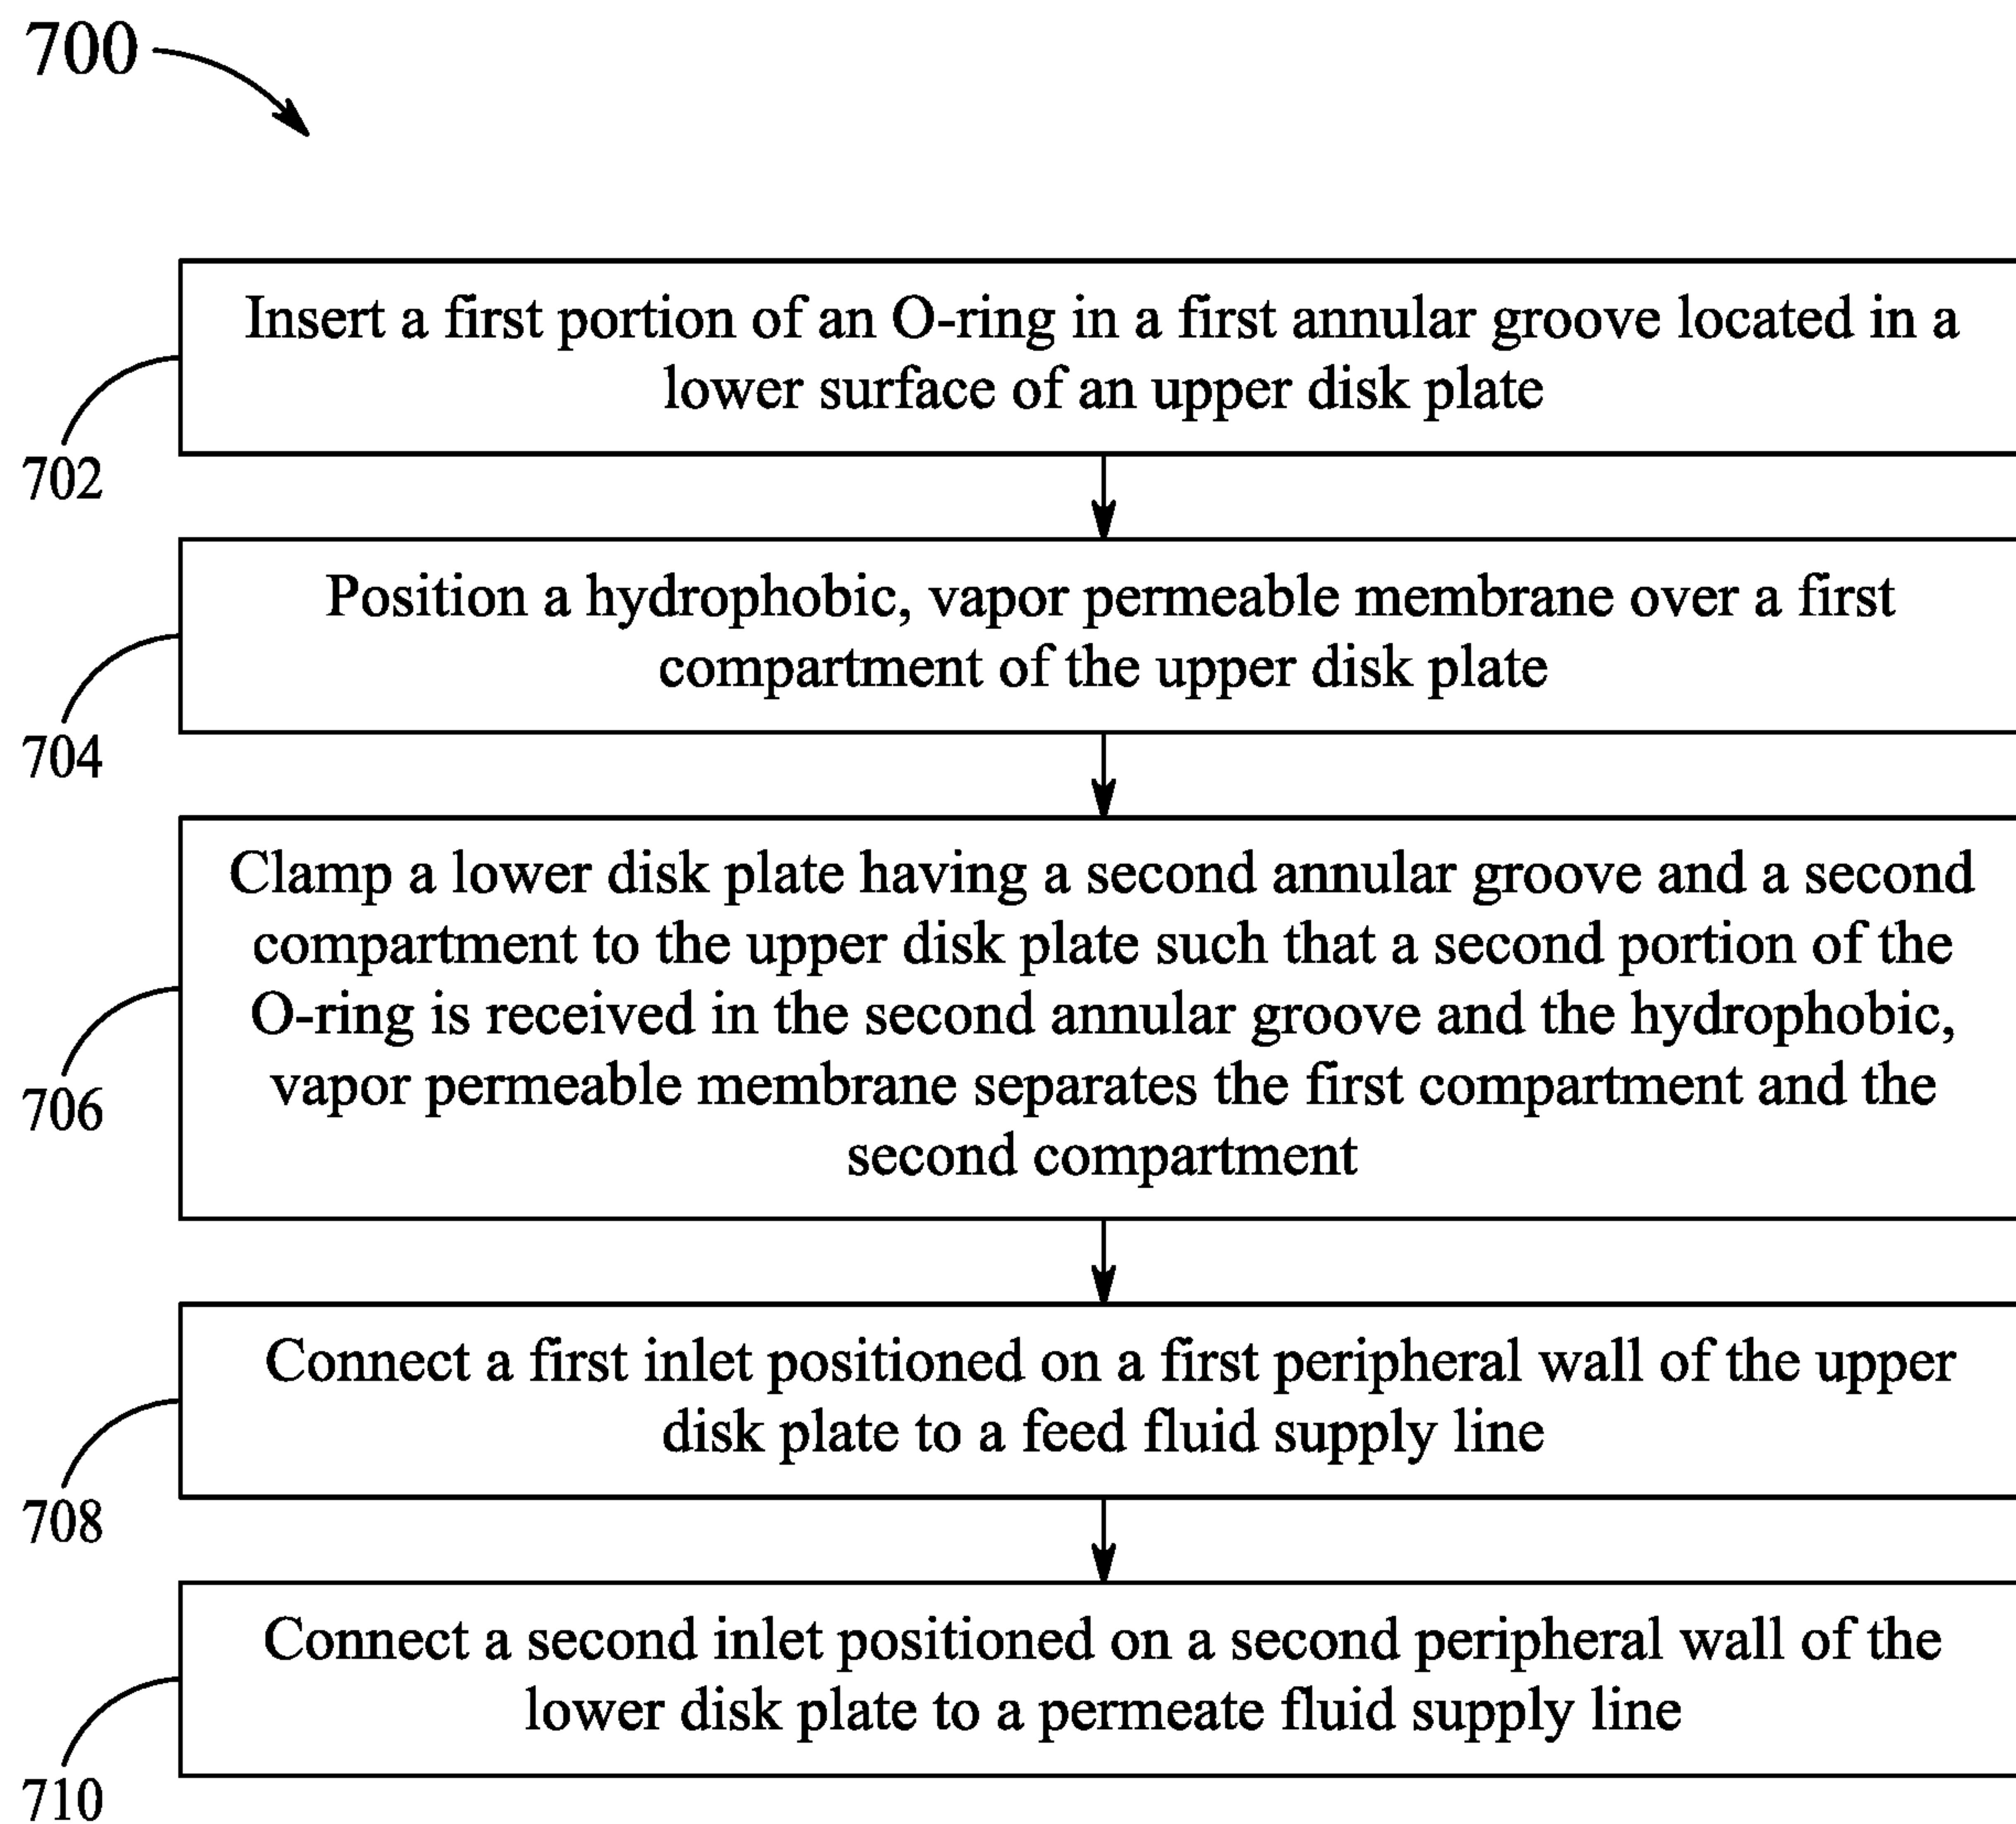 700
Insert a first portion of an O-ring in a first annular groove located in a
lower surface of an upper disk plate
702
Position a hydrophobic, vapor permeable membrane over a first
compartment of the upper disk plate
704
Clamp a lower disk plate having a second annular groove and a second
compartment to the upper disk plate such that a second portion of the
O-ring is received in the second annular groove and the hydrophobic,
vapor permeable membrane separates the first compartment and the
second compartment
706
Connect a first inlet positioned on a first peripheral wall of the upper
disk plate to a feed fluid supply line
708
Connect a second inlet positioned on a second peripheral wall of the
lower disk plate to a permeate fluid supply line
710